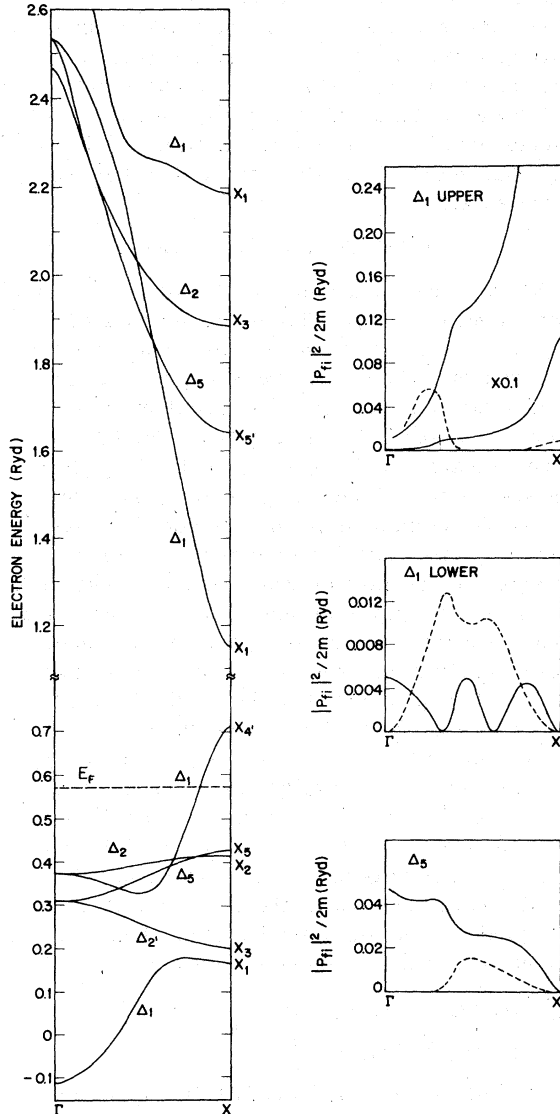 ELECTRON ENERGY (Ryd)
2.6
2.4
2.2
2.0
1.8
1.6
1.4
1.2
≈
≈
0.7
0.6
0.5
0.4
0.3
0.2
0.1
0
-0.1
Δ1
X1
Δ2
X3
Δ5
X5'
Δ1
X1
X4'
EF
Δ1
Δ2
X5
X2
Δ5
Δ2'
X3
X1
Δ1
Γ
X
|Pfi|²/2m (Ryd)
Δ1 UPPER
0.24
0.20
0.16
0.12
0.08
0.04
0
X0.1
Γ
X
|Pfi|²/2m (Ryd)
Δ1 LOWER
0.012
0.008
0.004
0
Γ
X
|Pfi|²/2m (Ryd)
Δ5
0.04
0.02
0
Γ
X